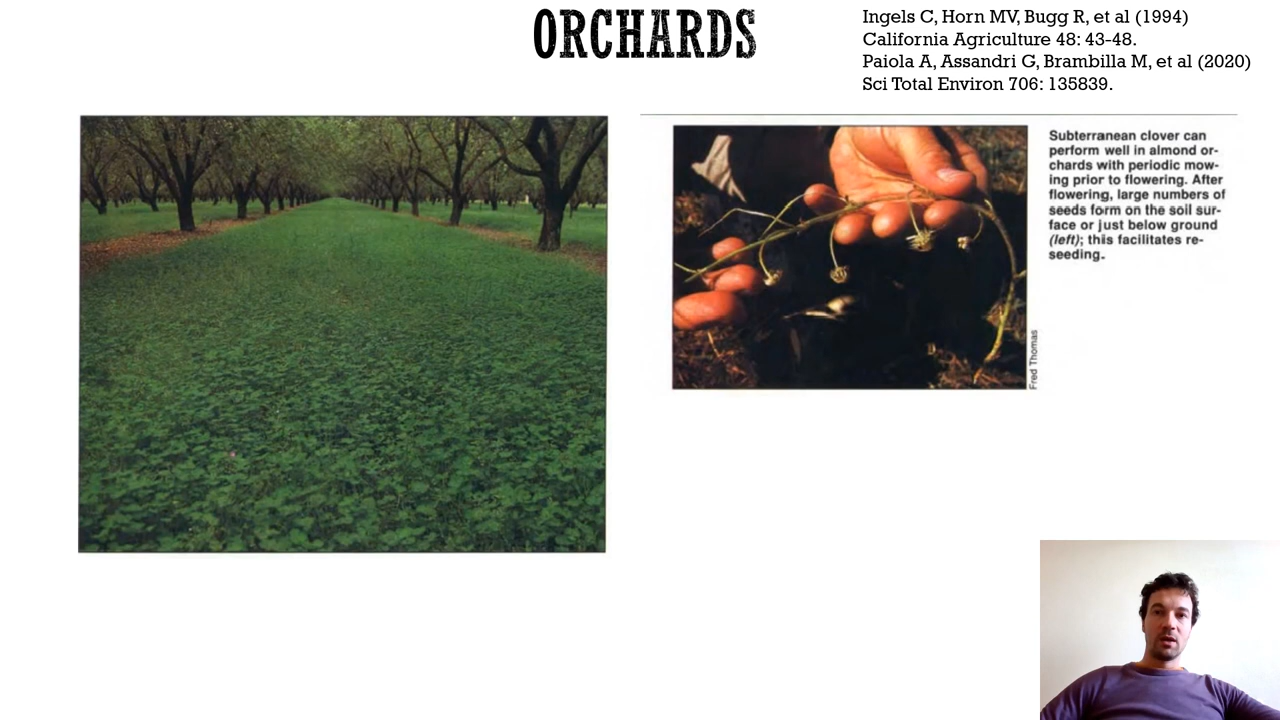 ORCHARDS
Ingels C, Horn MV, Bugg R, et al (1994)
California Agriculture 48: 43-48.
Paiola A, Assandri G, Brambilla M, et al (2020)
Sci Total Environ 706: 135839.
Subterranean clover can
perform well in almond or-
chards with periodic mow-
ing prior to flowering. After
flowering, large numbers of
seeds form on the soil sur-
face or just below ground
(left); this facilitates re-
seeding.
Fred Thomas